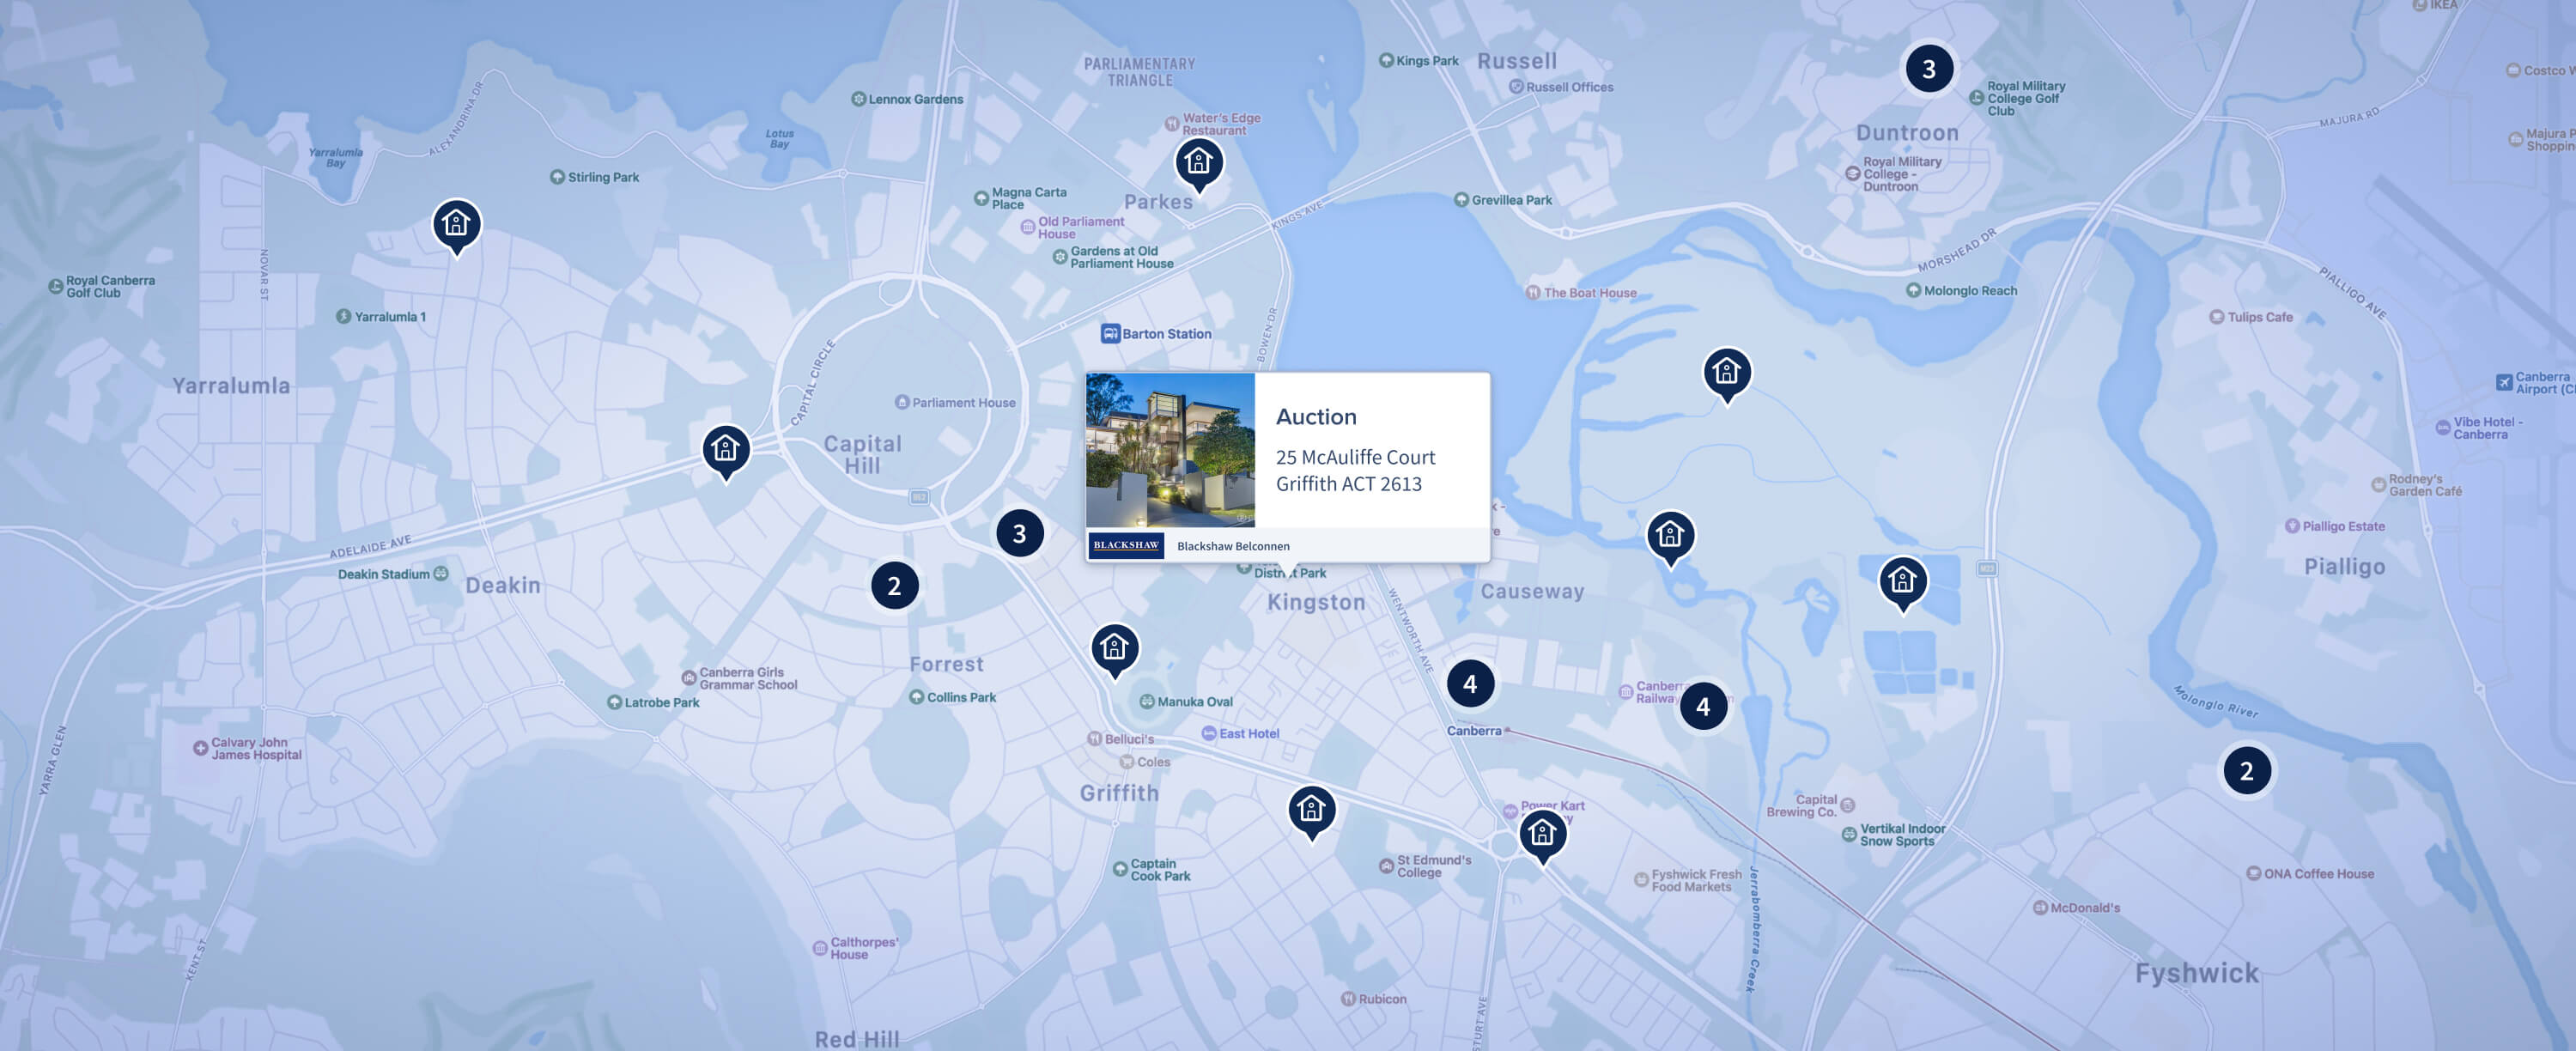 IKEA
PARLIAMENTARY
TRIANGLE
Kings Park
Russell
Russell Offices
3
Royal Military
College Golf
Club
Costco
Lennox Gardens
ALEXANDRINA DR
Water's Edge
Restaurant
Duntroon
MAJURA RD
Majura P
Shoppin
Lotus
Bay
Yarralumla
Bay
Stirling Park
Royal Military
College -
Duntroon
Magna Carta
Place
Parkes
Grevillea Park
KINGS AVE
Old Parliament
House
Gardens at Old
Parliament House
MORSHEAD DR
NOVAR ST
Royal Canberra
Golf Club
The Boat House
Molonglo Reach
PIALLIGO AVE
Yarralumla 1
Tulips Cafe
Barton Station
BOWEN DR
Yarralumla
CAPITAL CIRCLE
Parliament House
Canberra
Airport (C
Auction
25 McAuliffe Court
Griffith ACT 2613
BLACKSHAW
Blackshaw Belconnen
Capital
Hill
Vibe Hotel -
Canberra
Rodney's
Garden Café
Pialligo Estate
Pialligo
3
ADELAIDE AVE
Deakin Stadium
Deakin
2
District Park
Kingston
Causeway
WENTWORTH AVE
Forrest
Canberra Girls
Grammar School
Latrobe Park
Collins Park
Manuka Oval
4
4
Railway
Molonglo River
Canberra
East Hotel
Belluci's
Coles
Calvary John
James Hospital
YARRA GLEN
2
Griffith
Power Kart
Capital
Brewing Co.
Vertikal Indoor
Snow Sports
Captain
Cook Park
St Edmund's
College
Fyshwick Fresh
Food Markets
ONA Coffee House
McDonald's
Jerrabomberra Creek
Calthorpes'
House
KENT ST
Fyshwick
Rubicon
STURT AVE
Red Hill